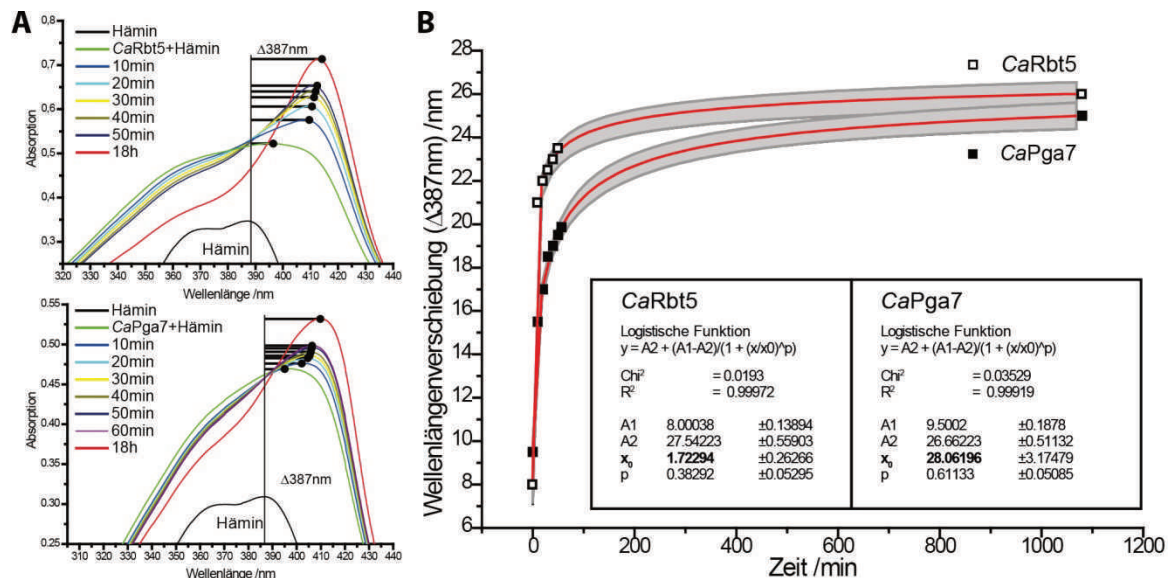 A
Hämin
CaRbt5+Hämin
10min
20min
30min
40min
50min
18h
Δ387nm
Hämin
Absorption
0,8
0,7
0,6
0,5
0,4
0,3
320 330 340 350 360 370 380 390 400 410 420 430 440
Wellenlänge /nm
Hämin
CaPga7+Hämin
10min
20min
30min
40min
50min
60min
18h
Δ387nm
Hämin
Absorption
0.55
0.50
0.45
0.40
0.35
0.30
0.25
310 320 330 340 350 360 370 380 390 400 410 420 430 440
Wellenlänge /nm
B
Wellenlängenverschiebung (Δ387nm) /nm
28
26
24
22
20
18
16
14
12
10
8
6
CaRbt5
CaPga7
CaRbt5
Logistische Funktion
y = A2 + (A1-A2)/(1 + (x/x0)^p)
Chi² = 0.0193
R² = 0.99972
A1 8.00038 ±0.13894
A2 27.54223 ±0.55903
x₀ 1.72294 ±0.26266
p 0.38292 ±0.05295
CaPga7
Logistische Funktion
y = A2 + (A1-A2)/(1 + (x/x0)^p)
Chi² = 0.03529
R² = 0.99919
A1 9.5002 ±0.1878
A2 26.66223 ±0.51132
x₀ 28.06196 ±3.17479
p 0.61133 ±0.05085
0 200 400 600 800 1000 1200
Zeit /min